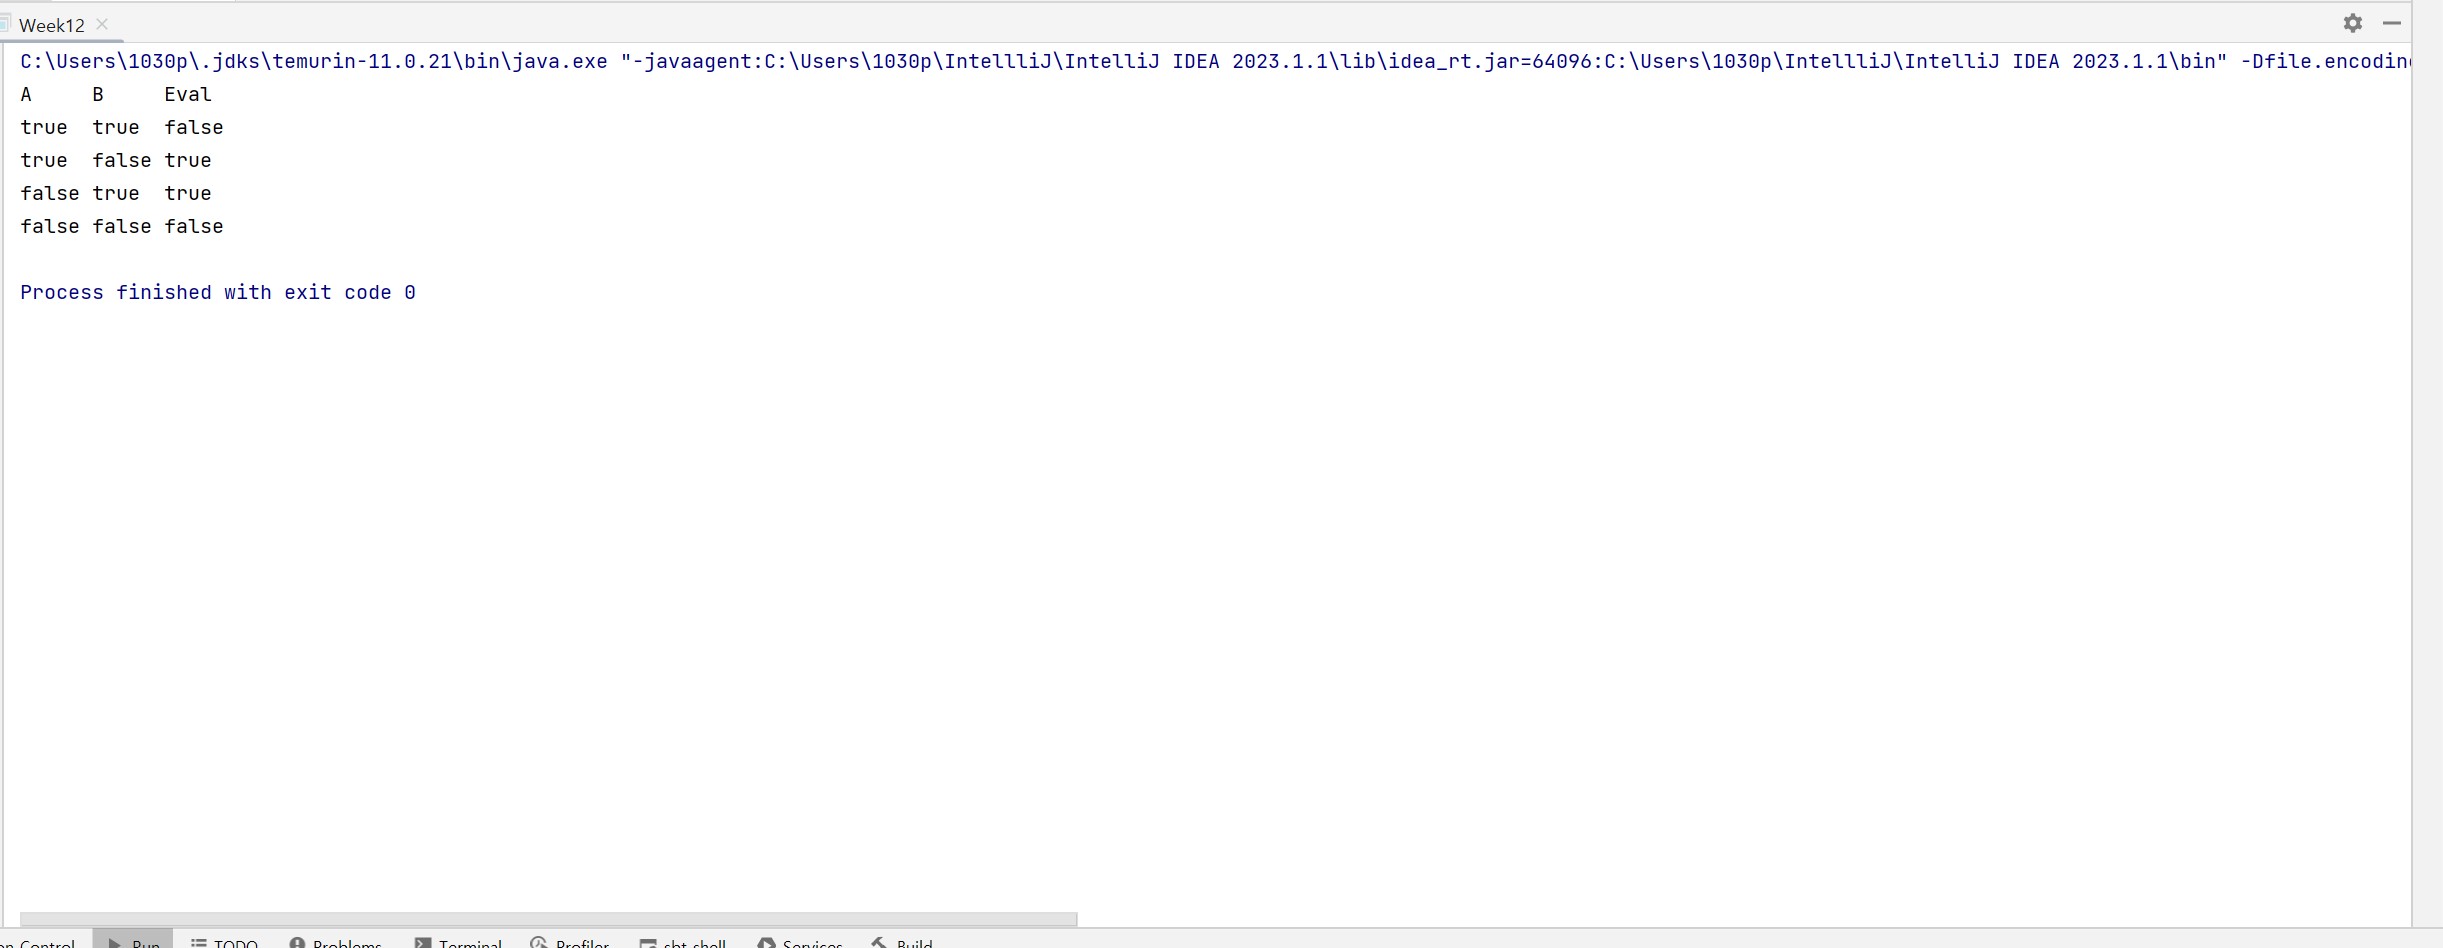 Week12
C:\Users\1030p\.jdks\temurin-11.0.21\bin\java.exe "-javaagent:C:\Users\1030p\IntellliJ\IntelliJ IDEA 2023.1.1\lib\idea_rt.jar=64096:C:\Users\1030p\IntellliJ\IntelliJ IDEA 2023.1.1\bin" -Dfile.encodin
A     B     Eval
true  true  false
true  false true
false true  true
false false false
Process finished with exit code 0
on Control Run TODO Problems Terminal Profiler sbt shell Services Build